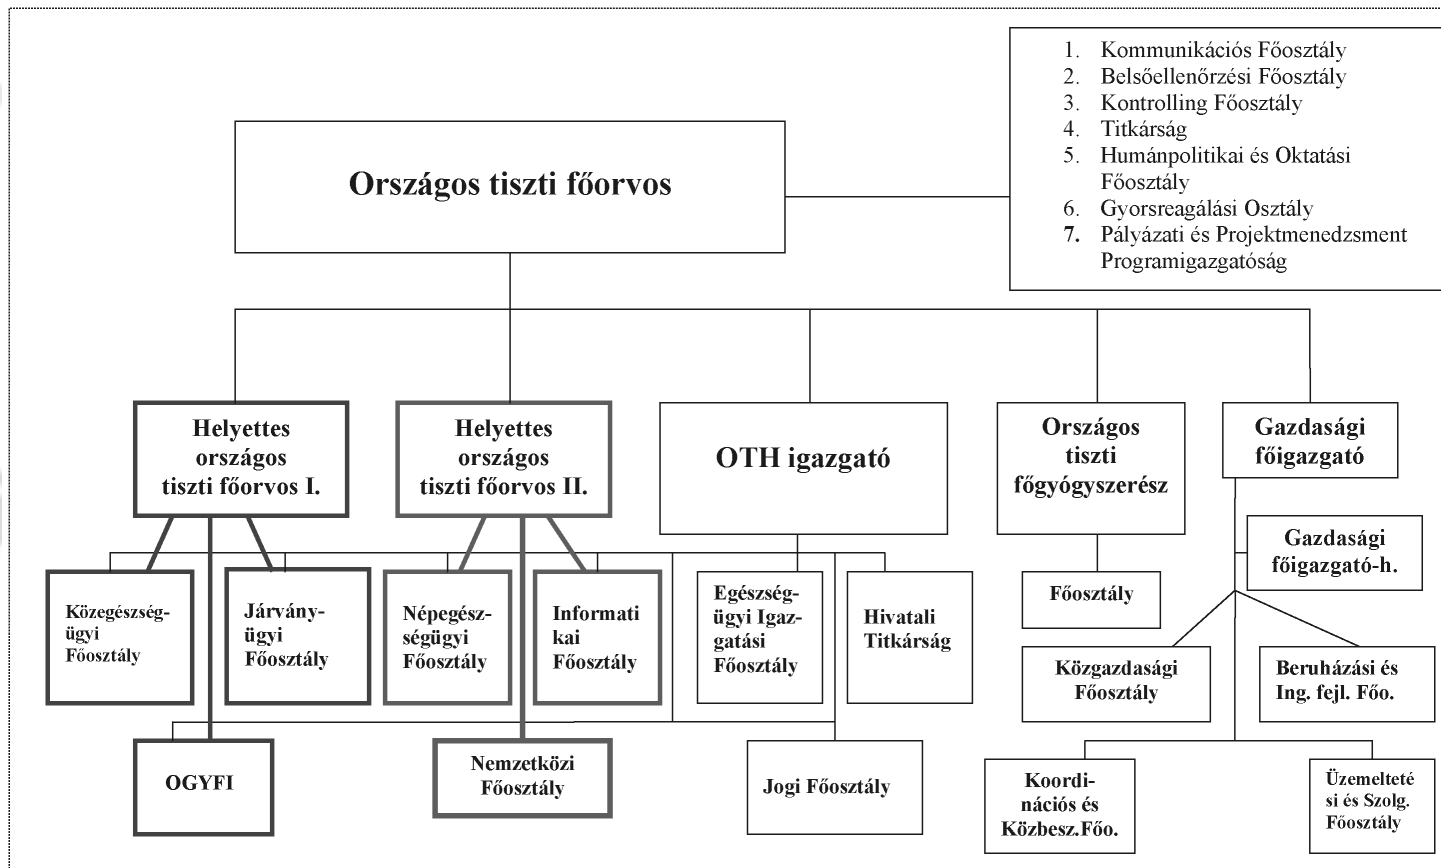 1. Kommunikációs Főosztály
2. Belsőellenőrzési Főosztály
3. Kontrolling Főosztály
4. Titkárság
5. Humánpolitikai és Oktatási
Főosztály
6. Gyorsreagálási Osztály
7. Pályázati és Projektmenedzsment
Programigazgatóság
Országos tiszti főorvos
Helyettes
országos
tiszti főorvos I.
Helyettes
országos
tiszti főorvos II.
OTH igazgató
Országos
tiszti
főgyógyszerész
Gazdasági
főigazgató
Gazdasági
főigazgató-h.
Közegészség-
ügyi
Főosztály
Járvány-
ügyi
Főosztály
Népegész-
ségügyi
Főosztály
Informati
kai
Főosztály
Egészség-
ügyi Igaz-
gatási
Főosztály
Hivatali
Titkárság
Főosztály
Közgazdasági
Főosztály
Beruházási és
Ing. fejl. Főo.
OGYFI
Nemzetközi
Főosztály
Jogi Főosztály
Koordi-
nációs és
Közbesz.Főo.
Üzemelteté
si és Szolg.
Főosztály